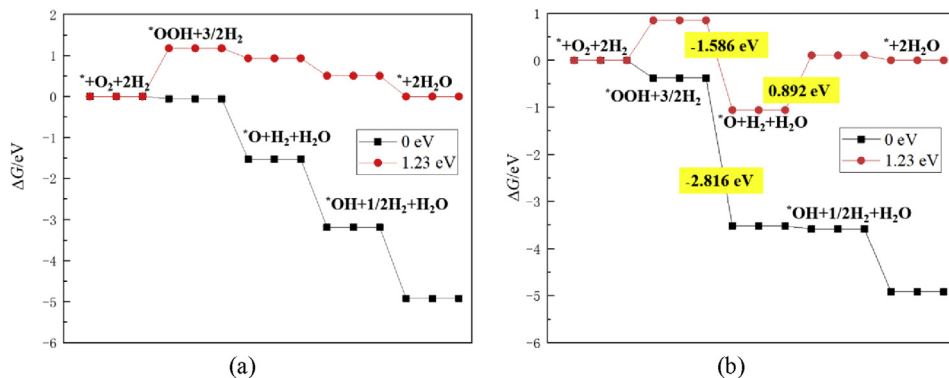 (a)
2
1
0
-1
-2
-3
-4
-5
-6
ΔG/eV
*+O₂+2H₂
*OOH+3/2H₂
*+2H₂O
*O+H₂+H₂O
0 eV
1.23 eV
*OH+1/2H₂+H₂O
(a)
(b)
1
0
-1
-2
-3
-4
-5
-6
ΔG/eV
*+O₂+2H₂
-1.586 eV
*+2H₂O
0.892 eV
*OOH+3/2H₂
*O+H₂+H₂O
0 eV
1.23 eV
-2.816 eV
*OH+1/2H₂+H₂O
(b)